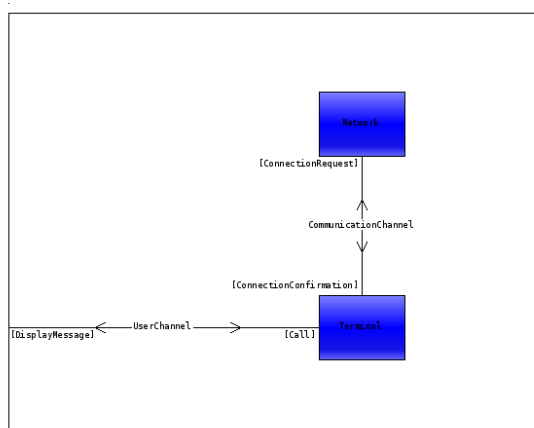 Network
[ConnectionRequest]
CommunicationChannel
[ConnectionConfirmation]
UserChannel
Terminal
[DisplayMessage]
[Call]